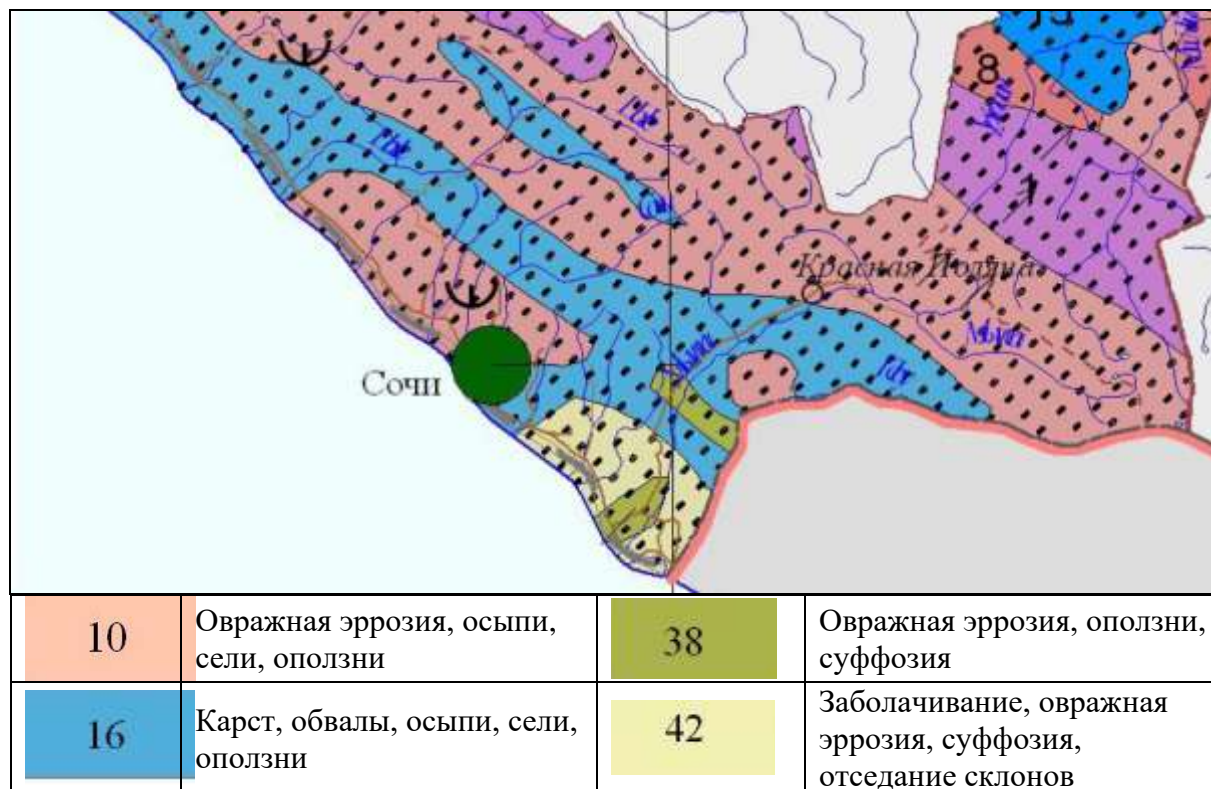 8
1
Красная Поляна
Сочи
10
Овражная эррозия, осыпи,
сели, оползни
38
Овражная эррозия, оползни,
суффозия
16
Карст, обвалы, осыпи, сели,
оползни
42
Заболачивание, овражная
эррозия, суффозия,
отседание склонов